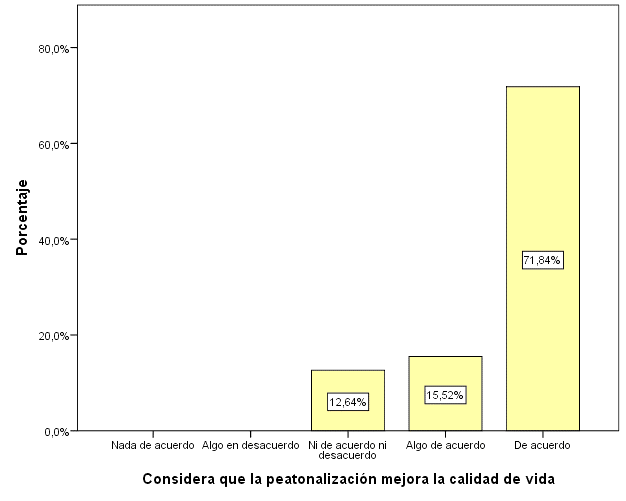 80,0%
60,0%
40,0%
20,0%
0,0%
Porcentaje
12,64%
15,52%
71,84%
Nada de acuerdo
Algo en desacuerdo
Ni de acuerdo ni
desacuerdo
Algo de acuerdo
De acuerdo
Considera que la peatonalización mejora la calidad de vida